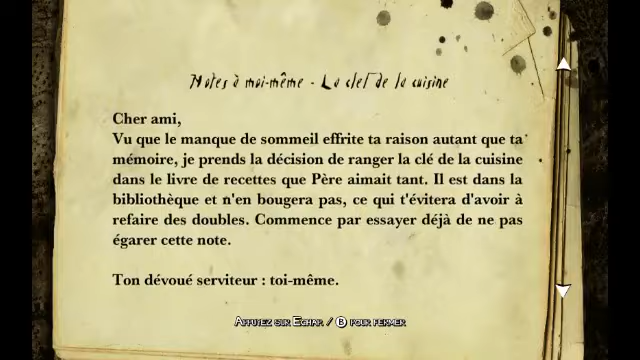 Notes à moi-même - La clef de la cuisine
Cher ami,
Vu que le manque de sommeil effrite ta raison autant que ta
mémoire, je prends la décision de ranger la clé de la cuisine
dans le livre de recettes que Père aimait tant. Il est dans la
bibliothèque et n'en bougera pas, ce qui t'évitera d'avoir à
refaire des doubles. Commence par essayer déjà de ne pas
égarer cette note.
Ton dévoué serviteur : toi-même.
Appuyez sur Echap. / B pour fermer